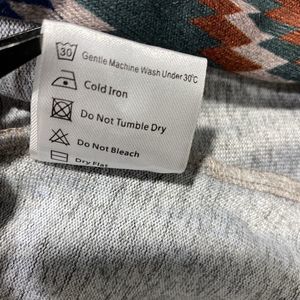 30
Gentle Machine Wash Under 30°C
Cold Iron
Do Not Tumble Dry
Do Not Bleach
Dry Flat